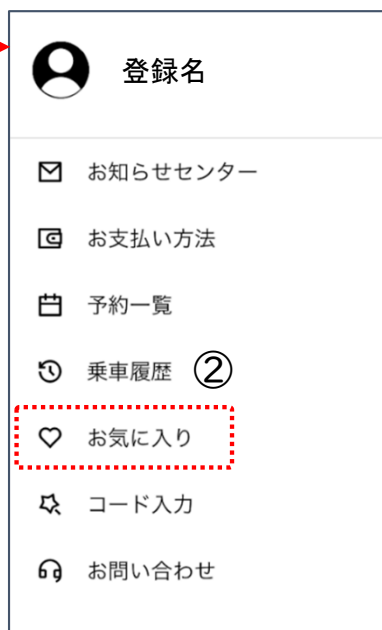 登録名
お知らせセンター
お支払い方法
予約一覧
乗車履歴 ②
お気に入り
コード入力
お問い合わせ